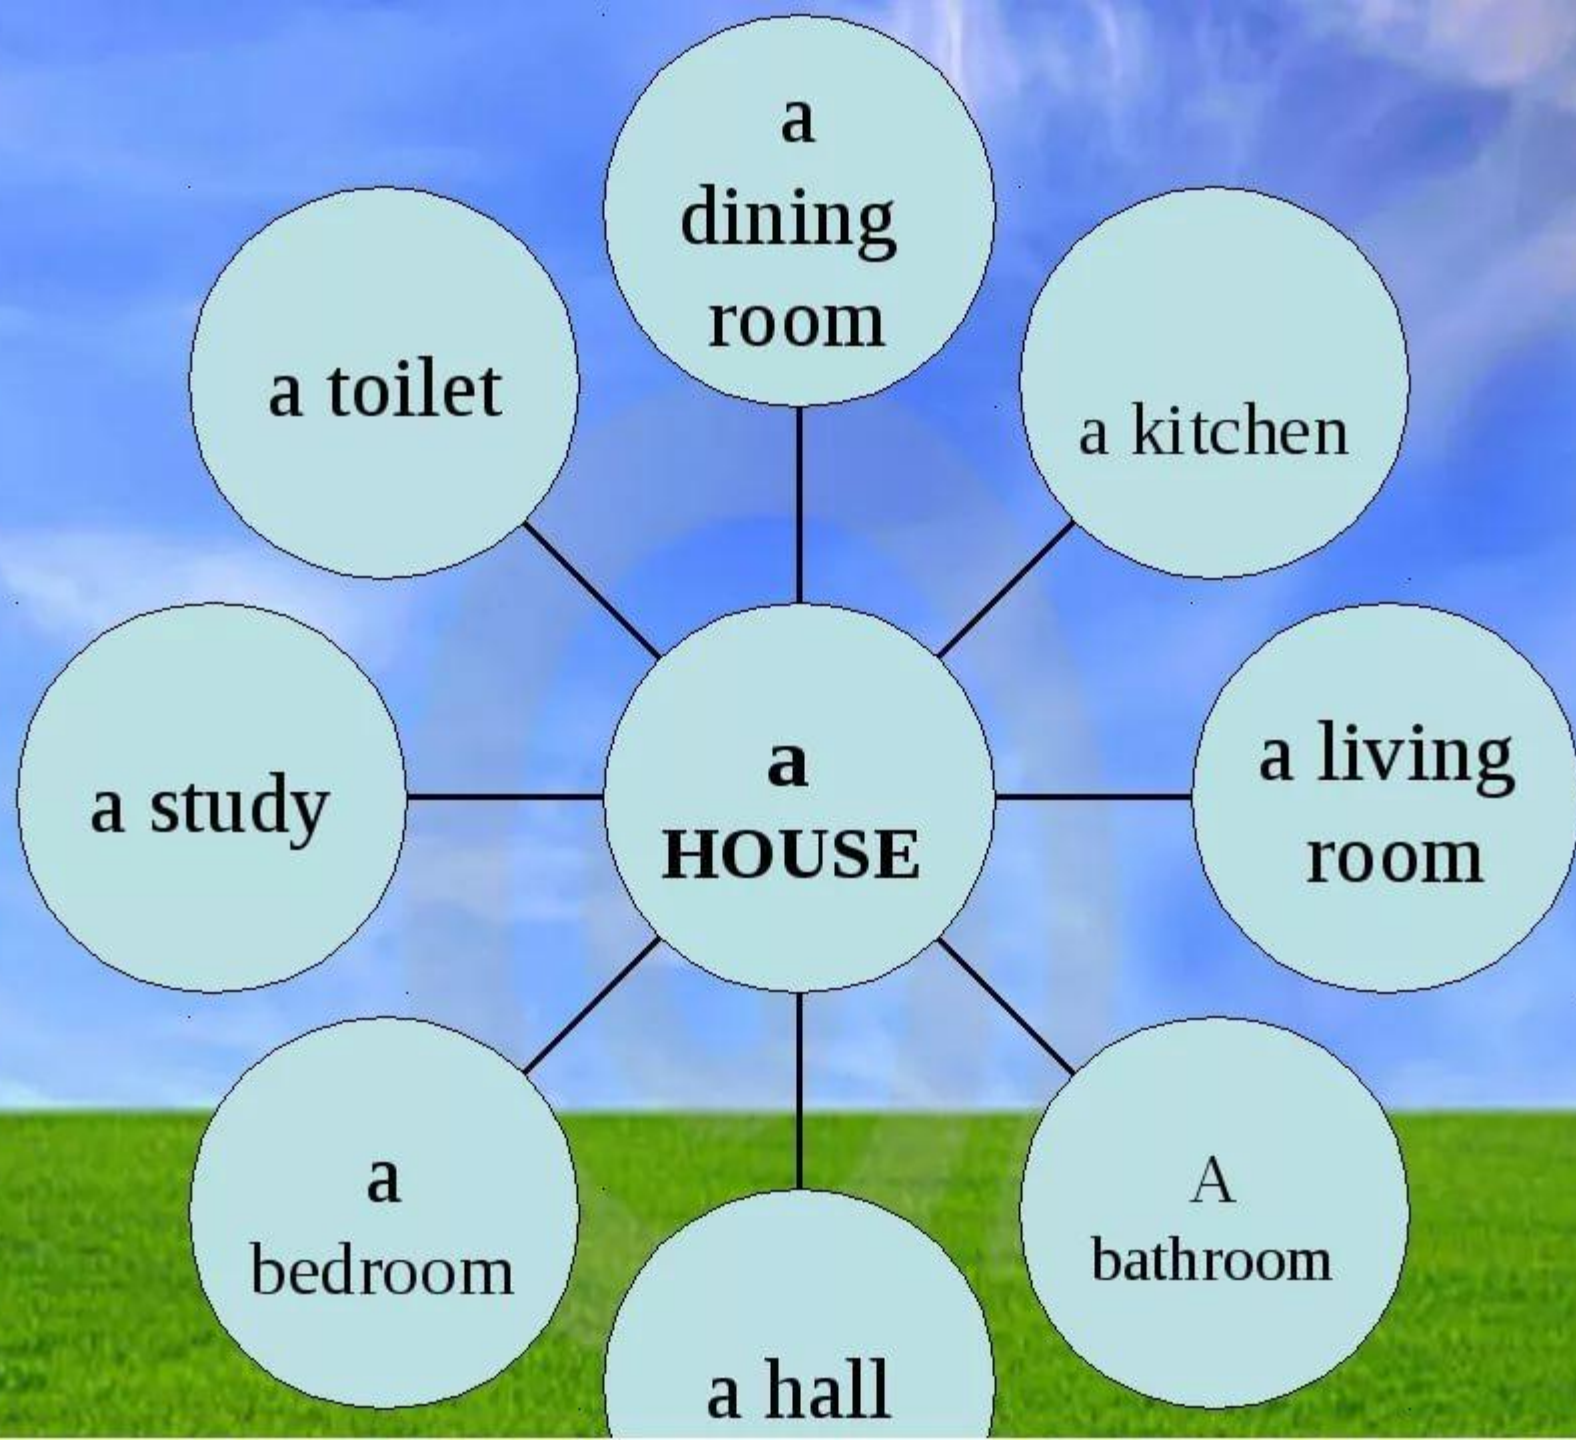 a
dining
room
a toilet
a kitchen
a
HOUSE
a living
room
a study
a
bedroom
A
bathroom
a hall